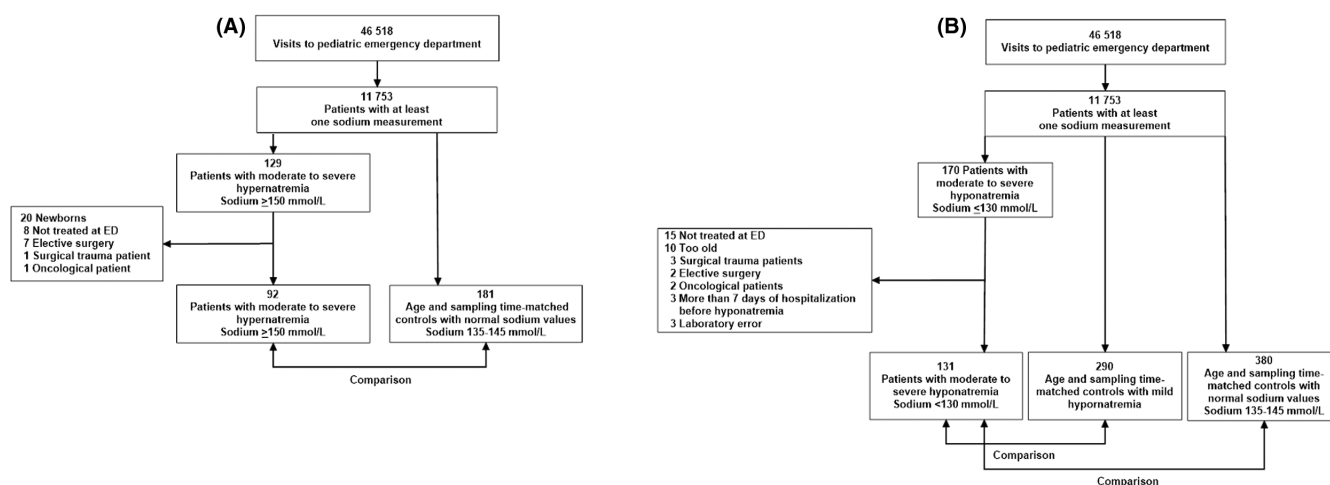 (A)
46 518
Visits to pediatric emergency department
11 753
Patients with at least
one sodium measurement
129
Patients with moderate to severe
hypernatremia
Sodium ≥150 mmol/L
20 Newborns
8 Not treated at ED
7 Elective surgery
1 Surgical trauma patient
1 Oncological patient
92
Patients with moderate to severe
hypernatremia
Sodium ≥150 mmol/L
181
Age and sampling time-matched
controls with normal sodium values
Sodium 135-145 mmol/L
Comparison
(B)
46 518
Visits to pediatric emergency department
11 753
Patients with at least
one sodium measurement
170 Patients with
moderate to severe
hyponatremia
Sodium ≤130 mmol/L
15 Not treated at ED
10 Too old
3 Surgical trauma patients
2 Elective surgery
2 Oncological patients
3 More than 7 days of hospitalization
before hyponatremia
3 Laboratory error
131
Patients with moderate to
severe hyponatremia
Sodium <130 mmol/L
290
Age and sampling time-
matched controls with mild
hypornatremia
380
Age and sampling time-
matched controls with
normal sodium values
Sodium 135-145 mmol/L
Comparison
Comparison